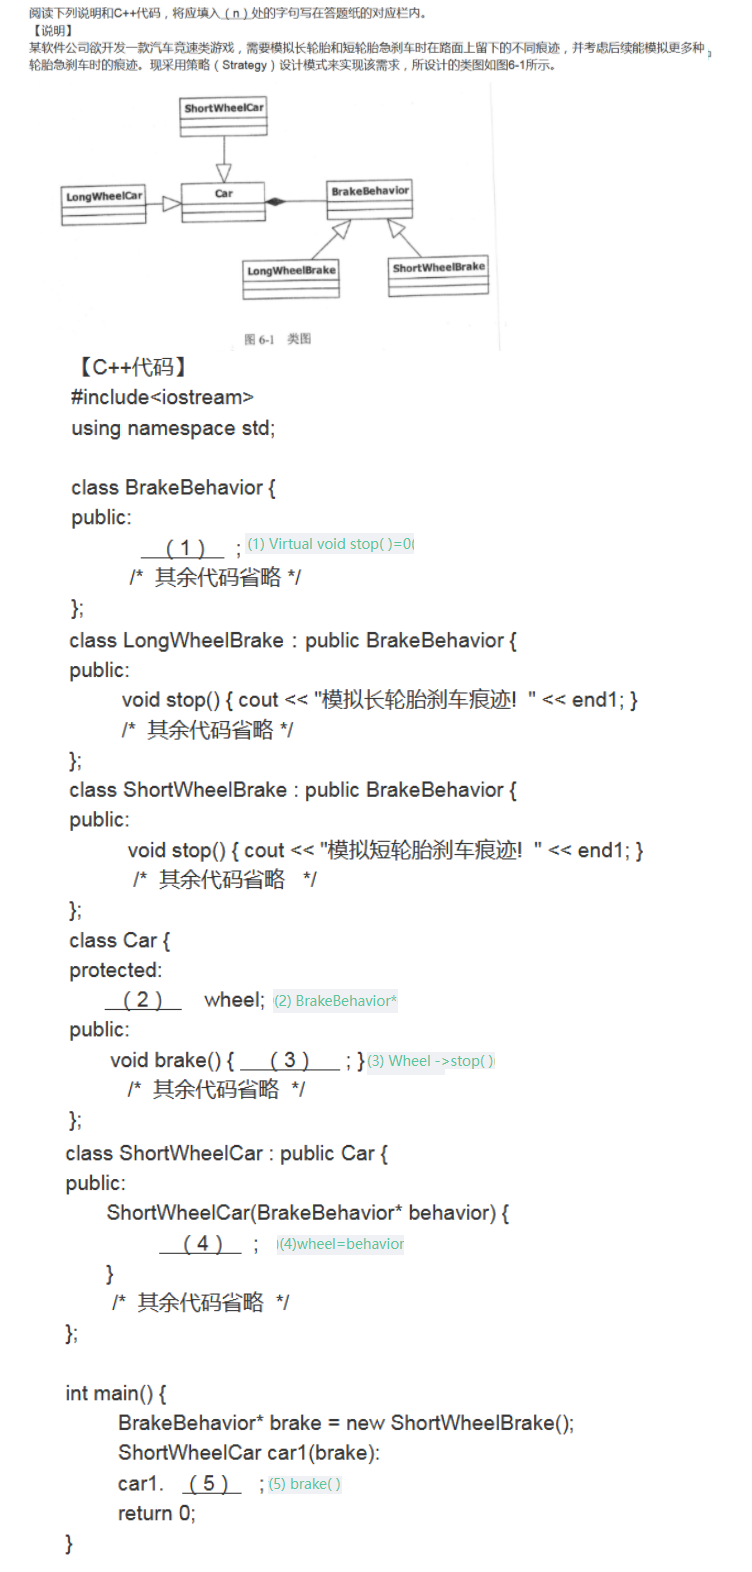 阅读下列说明和C++代码，将应填入（n）处的字句写在答题纸的对应栏内。
【说明】
某软件公司欲开发一款汽车竞速类游戏，需要模拟长轮胎和短轮胎急刹车时在路面上留下的不同痕迹，并考虑后续能模拟更多种
轮胎急刹车时的痕迹。现采用策略（Strategy）设计模式来实现该需求，所设计的类图如图6-1所示。
ShortWheelCar
LongWheelCar
Car
BrakeBehavior
LongWheelBrake
ShortWheelBrake
图 6-1 类图
【C++代码】
#include<iostream>
using namespace std;
class BrakeBehavior {
public:
（1） ; (1) Virtual void stop( )=0(
/* 其余代码省略 */
};
class LongWheelBrake : public BrakeBehavior {
public:
void stop() { cout << "模拟长轮胎刹车痕迹! " << end1; }
/* 其余代码省略 */
};
class ShortWheelBrake : public BrakeBehavior {
public:
void stop() { cout << "模拟短轮胎刹车痕迹! " << end1; }
/* 其余代码省略 */
};
class Car {
protected:
（2） wheel; (2) BrakeBehavior*
public:
void brake() { （3） ; } (3) Wheel ->stop( )
/* 其余代码省略 */
};
class ShortWheelCar : public Car {
public:
ShortWheelCar(BrakeBehavior* behavior) {
（4） ; (4)wheel=behavior
}
/* 其余代码省略 */
};
int main() {
BrakeBehavior* brake = new ShortWheelBrake();
ShortWheelCar car1(brake):
car1. （5） ; (5) brake( )
return 0;
}